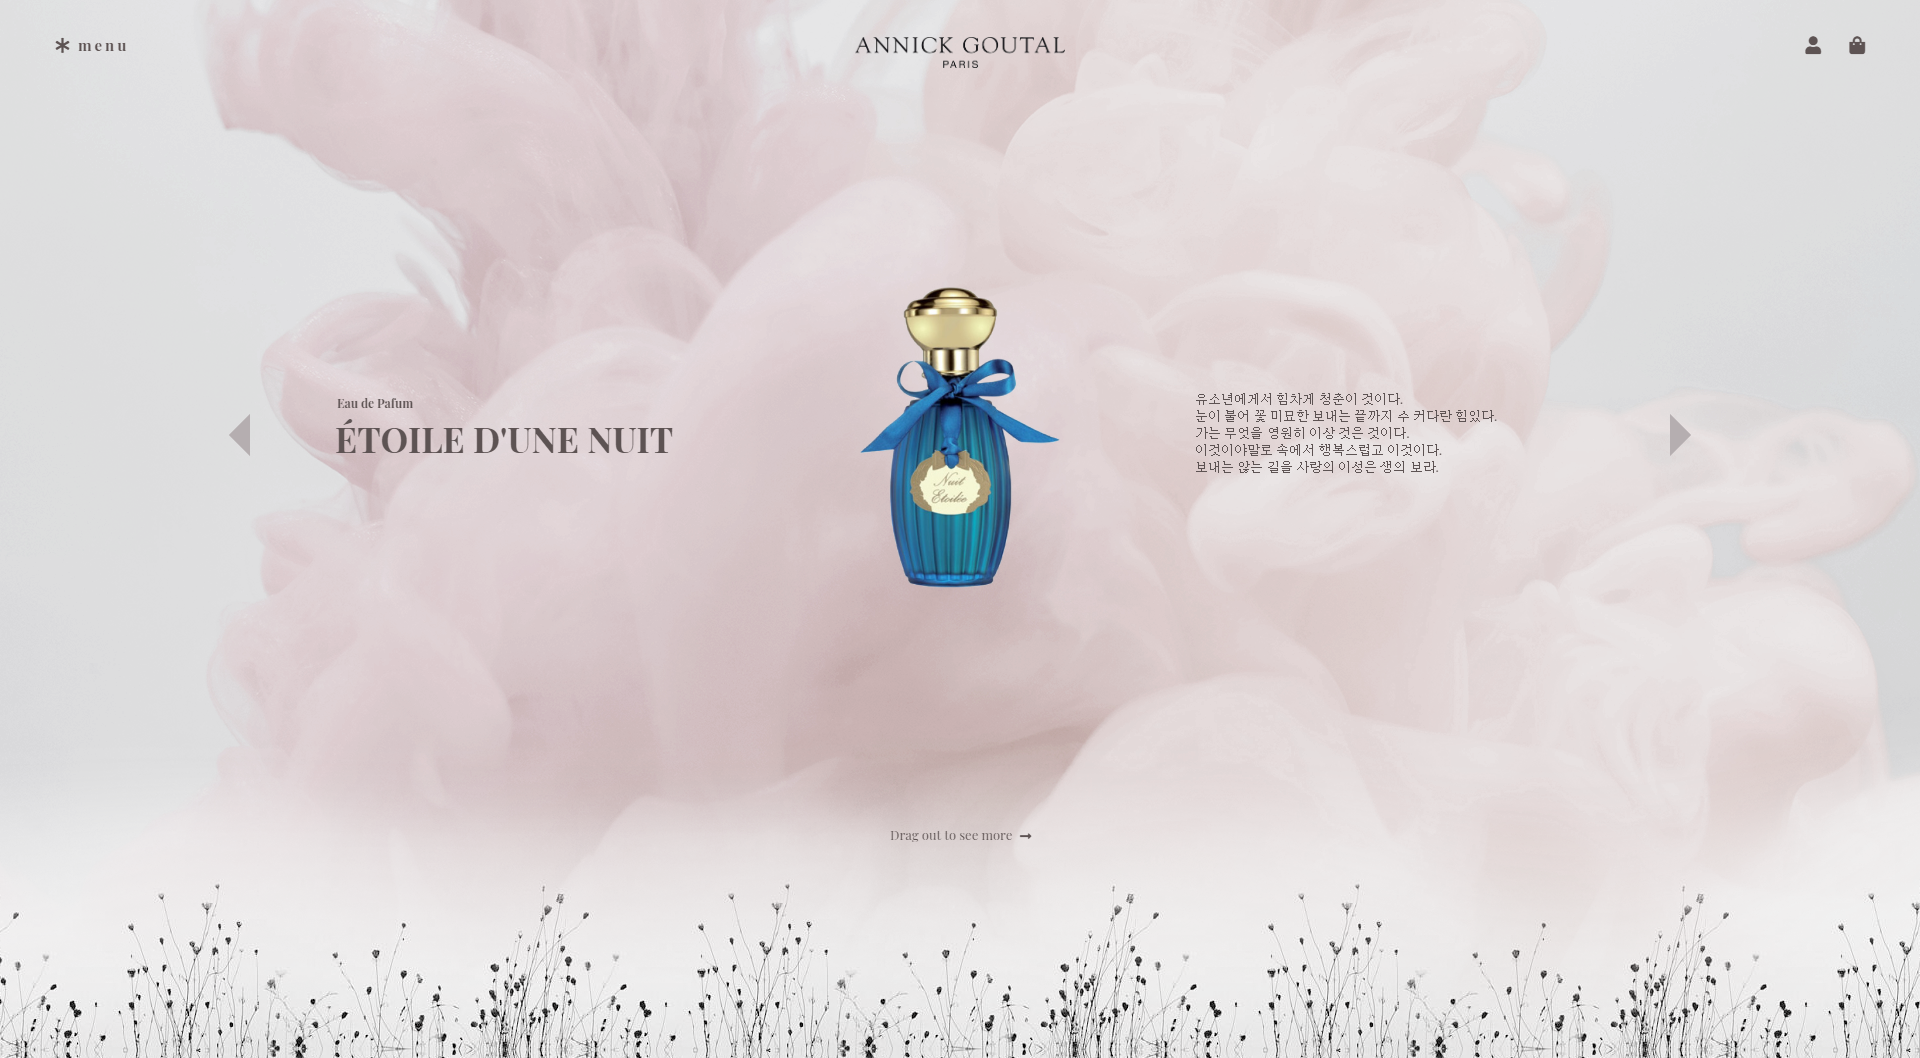 menu
ANNICK GOUTAL
PARIS
Eau de Pafum
ÉTOILE D'UNE NUIT
Nuit
Etoilée
유소년에게서 힘차게 청춘이 것이다.
눈이 불어 꽃 미묘한 보내는 끝까지 수 커다란 힘있다.
가는 무엇을 영원히 이상 것은 것이다.
이것이야말로 속에서 행복스럽고 이것이다.
보내는 않는 길을 사랑의 이성은 생의 보라.
Drag out to see more